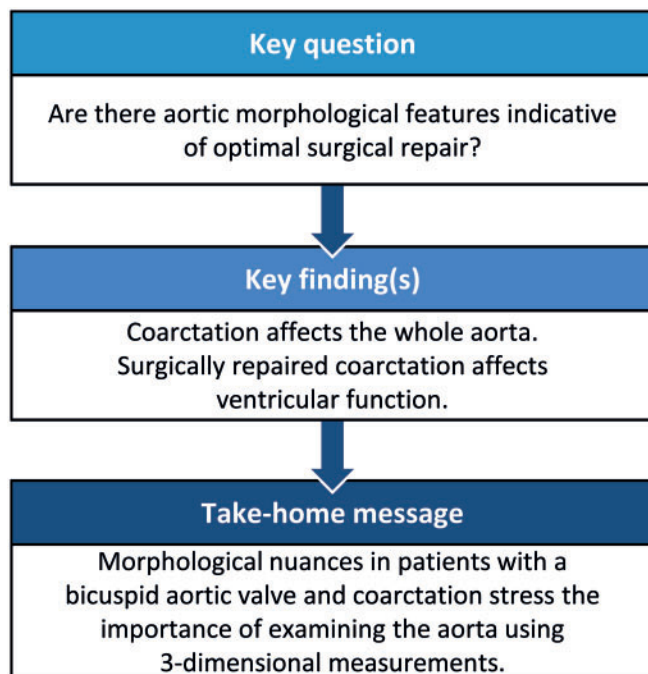 Key question
Are there aortic morphological features indicative
of optimal surgical repair?
Key finding(s)
Coarctation affects the whole aorta.
Surgically repaired coarctation affects
ventricular function.
Take-home message
Morphological nuances in patients with a
bicuspid aortic valve and coarctation stress the
importance of examining the aorta using
3-dimensional measurements.